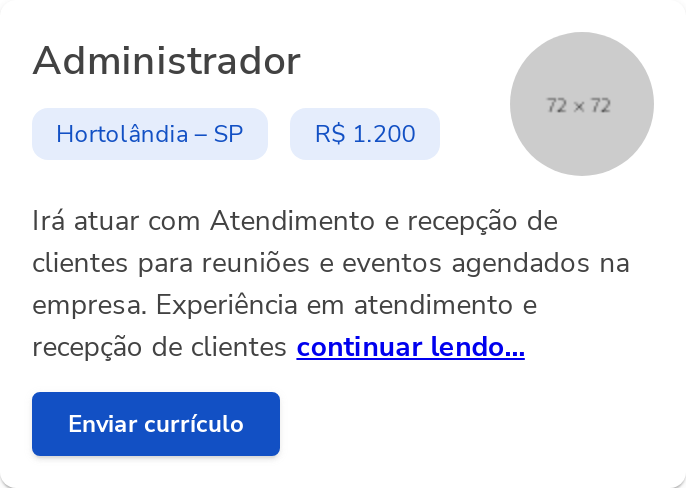 Administrador
72 × 72
Hortolândia – SP
R$ 1.200
Irá atuar com Atendimento e recepção de
clientes para reuniões e eventos agendados na
empresa. Experiência em atendimento e
recepção de clientes continuar lendo...
Enviar currículo